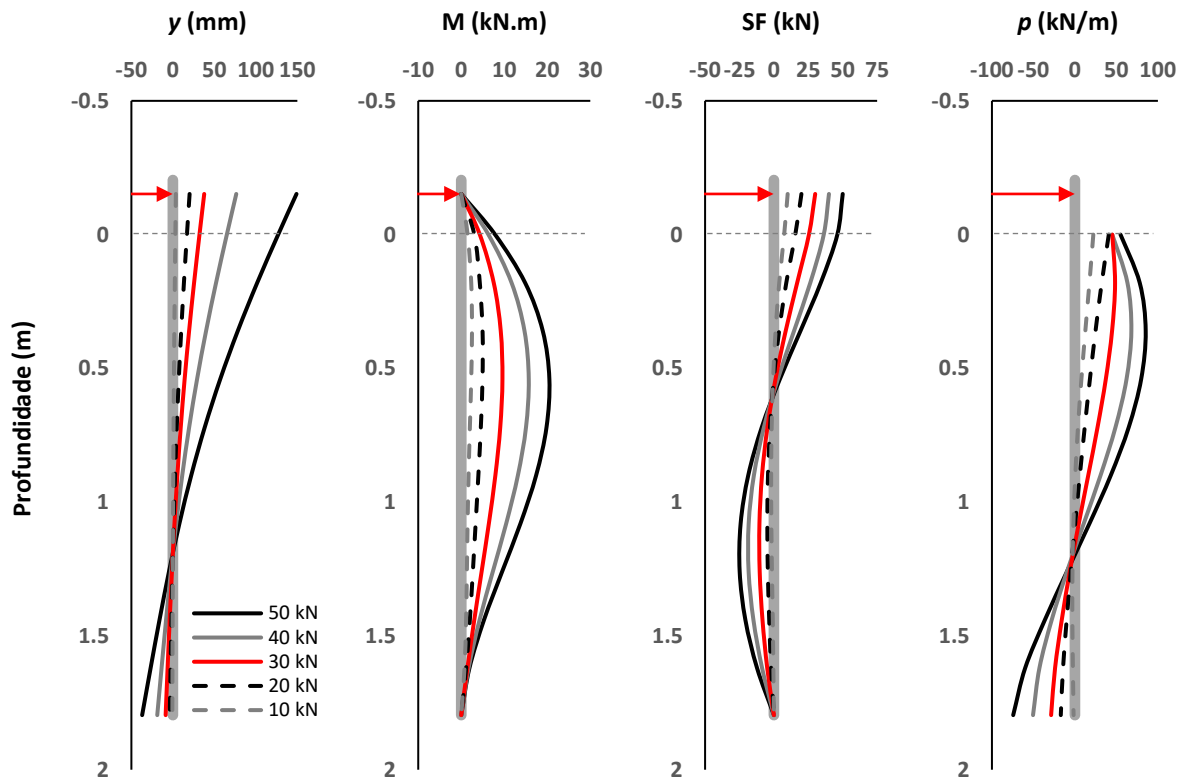 y (mm)
M (kN.m)
SF (kN)
p (kN/m)
-50 0 50 100 150
-10 0 10 20 30
-50 -25 0 25 50 75
-100 -50 0 50 100
-0.5 -0.5 -0.5 -0.5
0 0 0 0
0.5 0.5 0.5 0.5
1 1 1 1
1.5 1.5 1.5 1.5
2 2 2 2
Profundidade (m)
50 kN
40 kN
30 kN
20 kN
10 kN